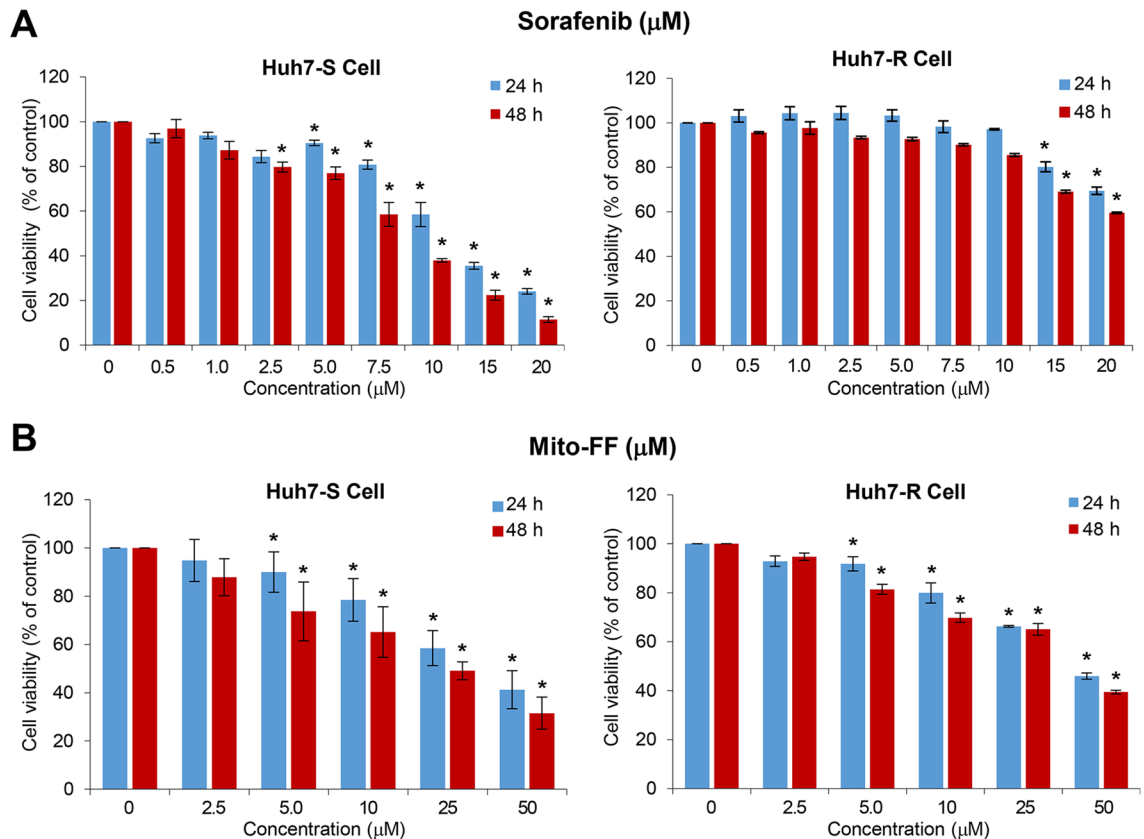 A
Sorafenib (μM)
Huh7-S Cell
24 h
48 h
Cell viability (% of control)
120
100
80
60
40
20
0
* * * * * * * * * * * *
0 0.5 1.0 2.5 5.0 7.5 10 15 20
Concentration (μM)
Huh7-R Cell
24 h
48 h
Cell viability (% of control)
120
100
80
60
40
20
0
* * * *
0 0.5 1.0 2.5 5.0 7.5 10 15 20
Concentration (μM)
B
Mito-FF (μM)
Huh7-S Cell
24 h
48 h
Cell viability (% of control)
120
100
80
60
40
20
0
* * * * * * * *
0 2.5 5.0 10 25 50
Concentration (μM)
Huh7-R Cell
24 h
48 h
Cell viability (% of control)
120
100
80
60
40
20
0
* * * * * * * *
0 2.5 5.0 10 25 50
Concentration (μM)